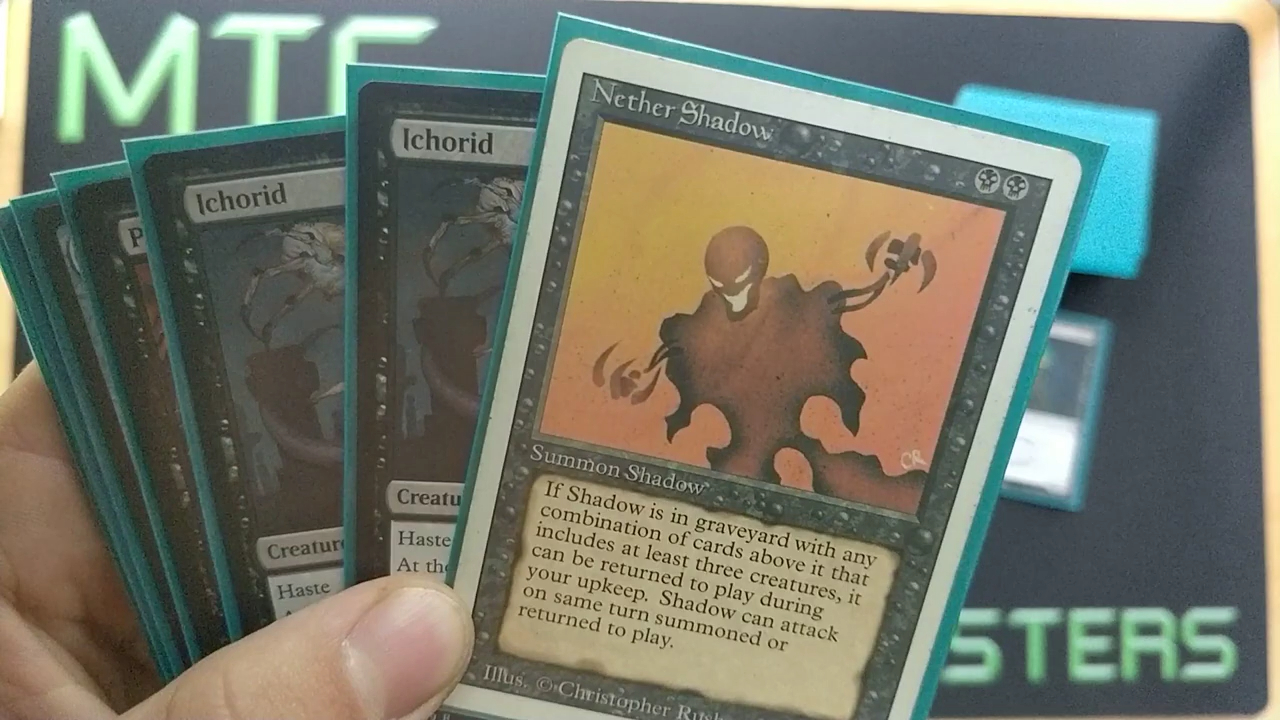 MTG
Ichorid
Creature
Haste
Ichorid
Creatu
Haste
At the
Nether Shadow
CR
Summon Shadow
If Shadow is in graveyard with any
combination of cards above it that
includes at least three creatures, it
can be returned to play during
your upkeep. Shadow can attack
on same turn summoned or
returned to play.
Illus. © Christopher Rush
STERS